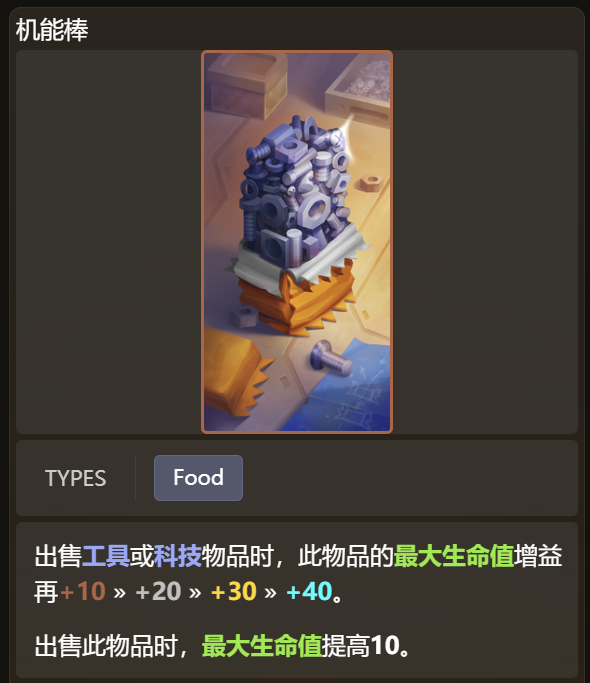 机能棒
TYPES Food
出售工具或科技物品时，此物品的最大生命值增益
再+10 » +20 » +30 » +40。
出售此物品时，最大生命值提高10。